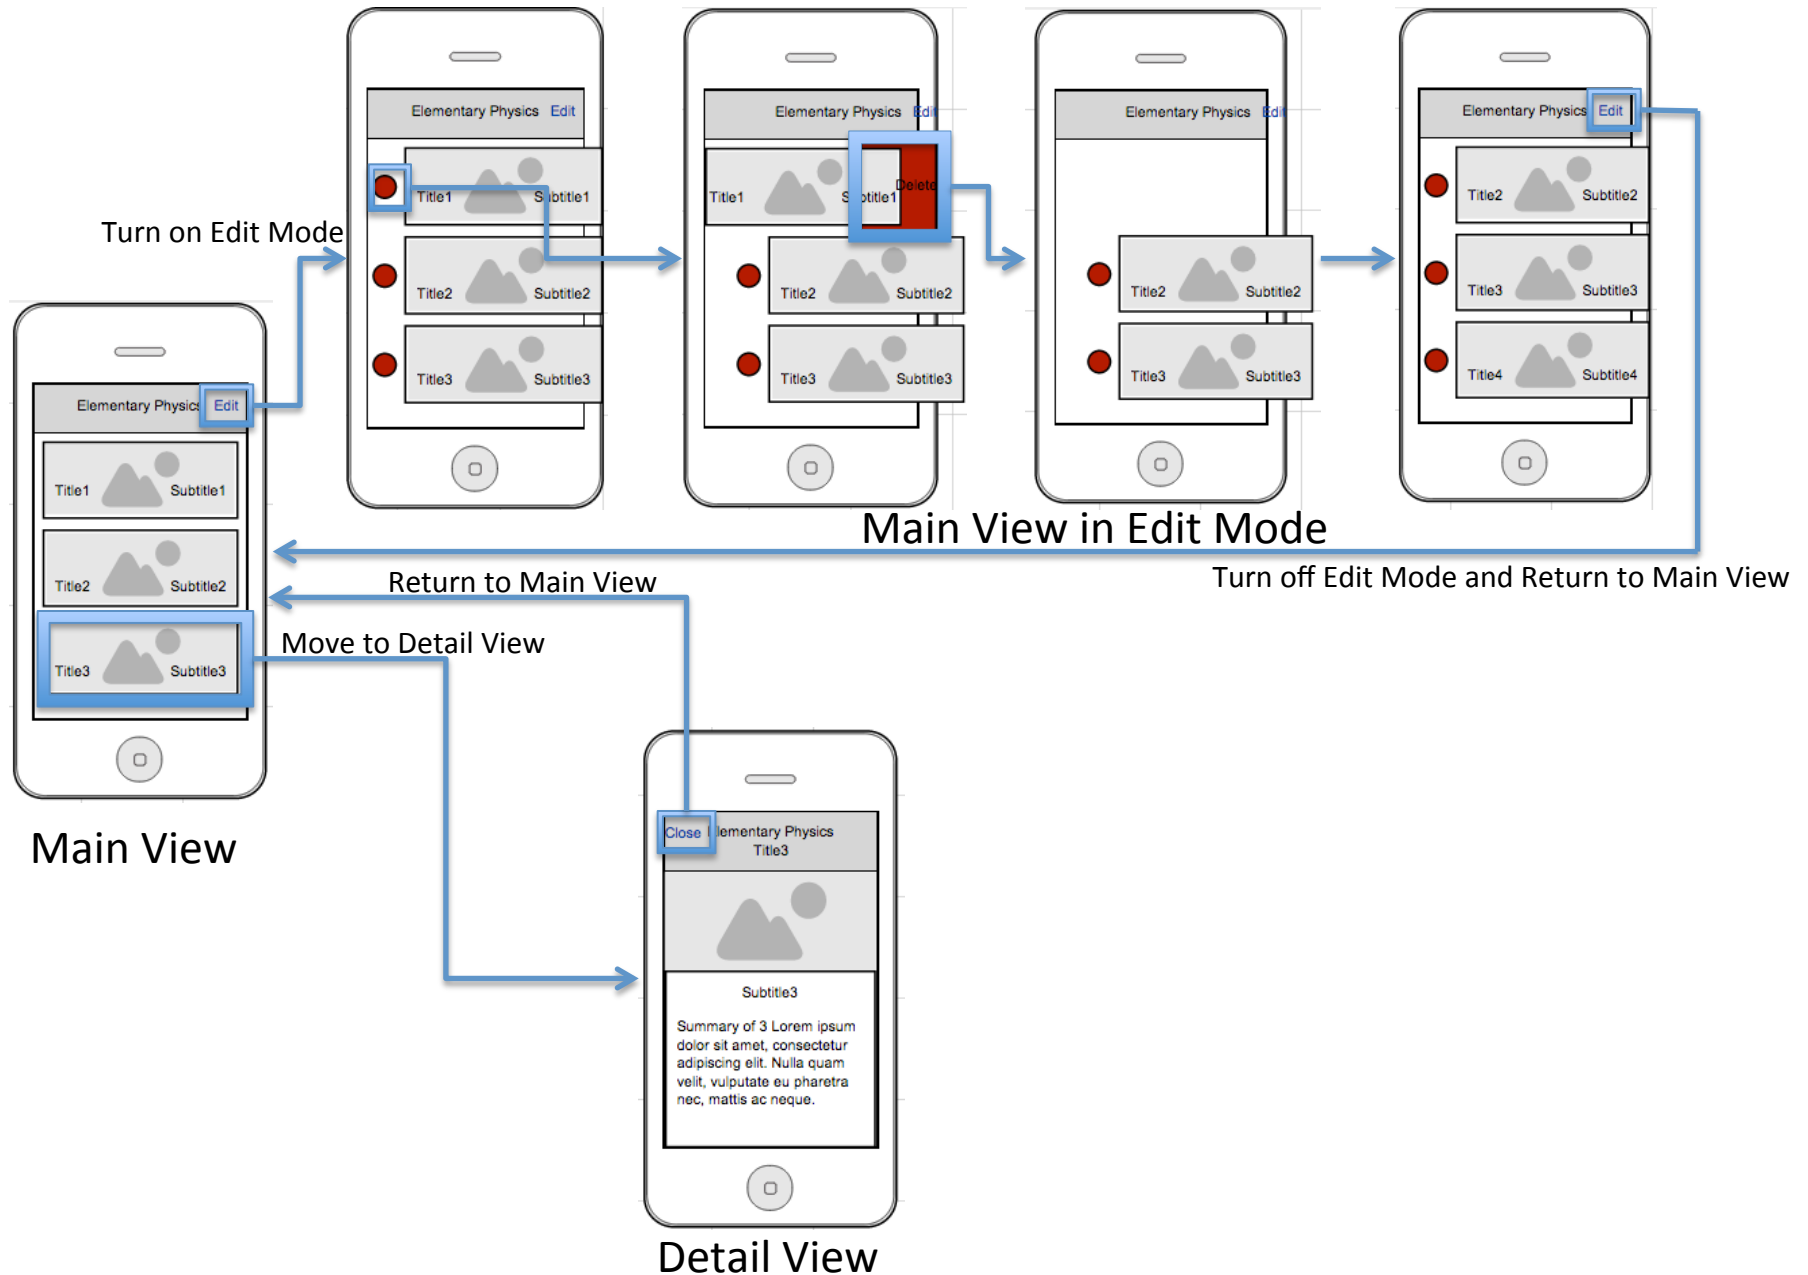 Elementary Physics Edit
Title1 Subtitle1
Title2 Subtitle2
Title3 Subtitle3
Elementary Physics Edit
Title1 Subtitle1 Delete
Title2 Subtitle2
Title3 Subtitle3
Elementary Physics Edit
Title2 Subtitle2
Title3 Subtitle3
Elementary Physics Edit
Title2 Subtitle2
Title3 Subtitle3
Title4 Subtitle4
Main View in Edit Mode
Turn on Edit Mode
Elementary Physics Edit
Title1 Subtitle1
Title2 Subtitle2
Title3 Subtitle3
Main View
Turn off Edit Mode and Return to Main View
Return to Main View
Move to Detail View
Close Elementary Physics
Title3
Subtitle3
Summary of 3 Lorem ipsum
dolor sit amet, consectetur
adipiscing elit. Nulla quam
velit, vulputate eu pharetra
nec, mattis ac neque.
Detail View